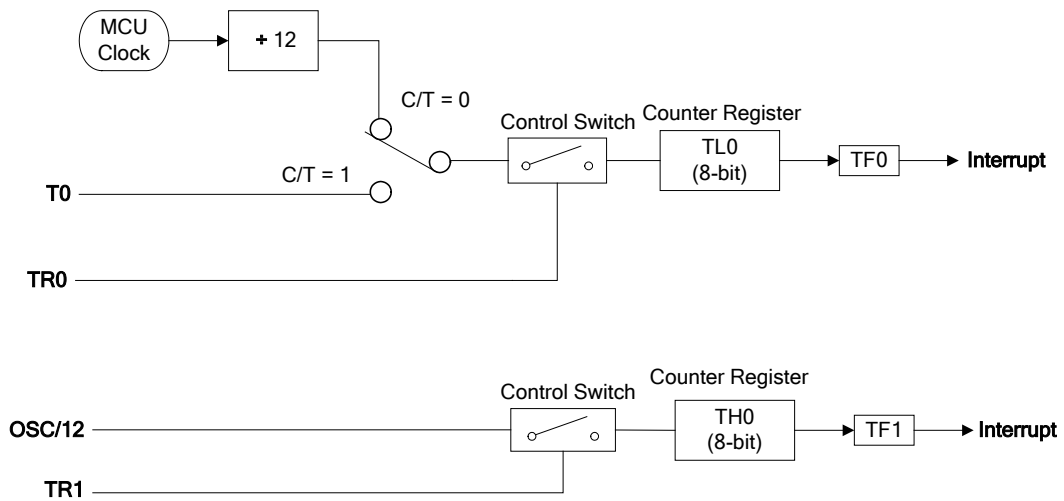 MCU
Clock
+ 12
C/T = 0
Control Switch
Counter Register
TL0
(8-bit)
TF0
Interrupt
C/T = 1
T0
TR0
Control Switch
Counter Register
OSC/12
TH0
(8-bit)
TF1
Interrupt
TR1